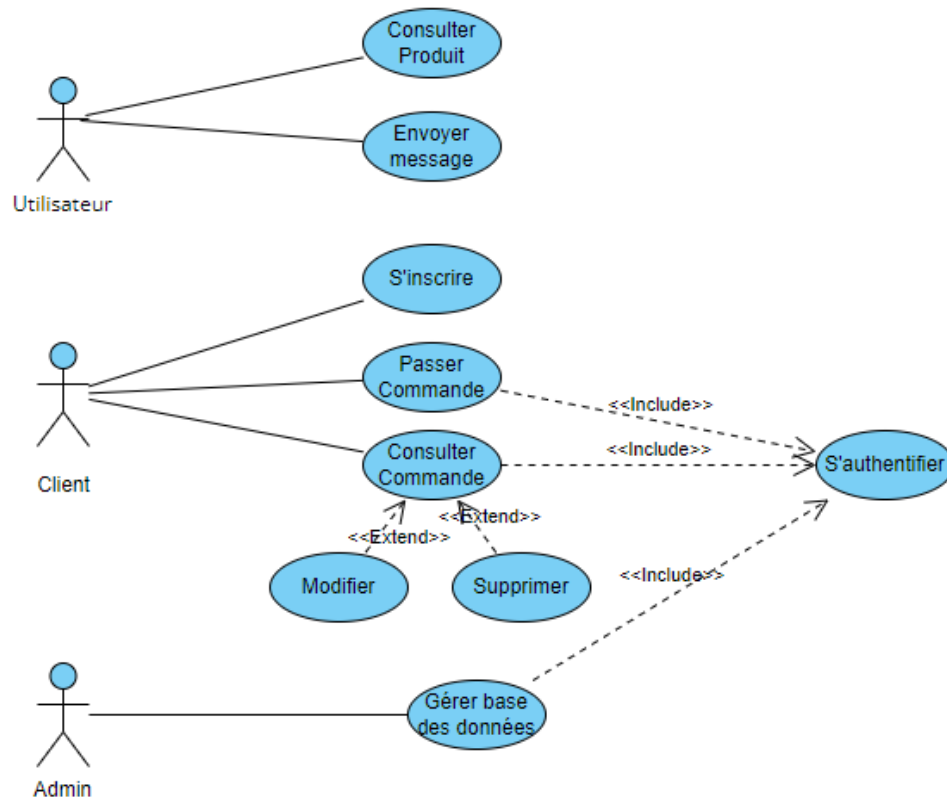 Consulter
Produit
Envoyer
message
Utilisateur
S'inscrire
Passer
Commande
<<Include>>
Consulter
Commande
<<Include>>
S'authentifier
Client
<<Extend>>
<<Extend>>
Modifier
Supprimer
<<Include>>
Gérer base
des données
Admin